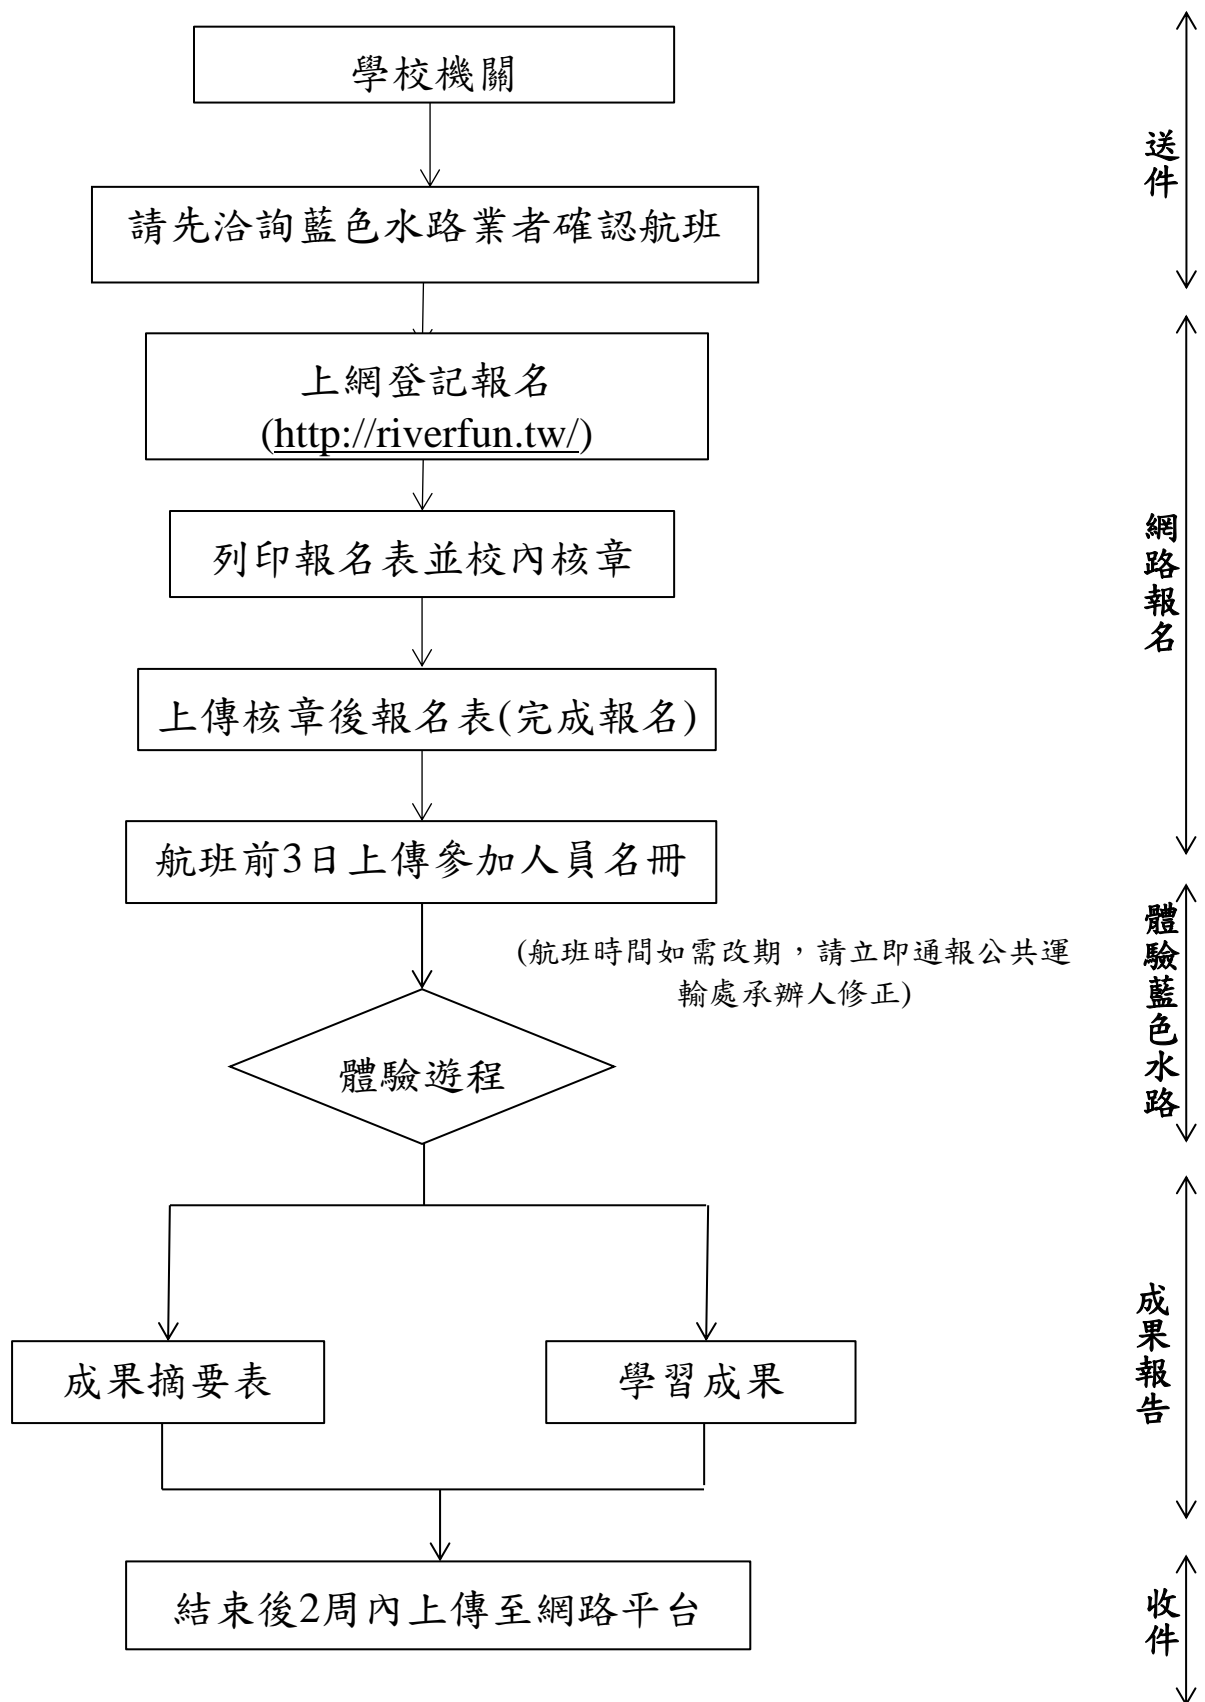 學校機關
送件
請先洽詢藍色水路業者確認航班
上網登記報名
(http://riverfun.tw/)
網路報名
列印報名表並校內核章
上傳核章後報名表(完成報名)
航班前3日上傳參加人員名冊
(航班時間如需改期，請立即通報公共運
輸處承辦人修正)
體驗藍色水路
體驗遊程
成果報告
成果摘要表
學習成果
結束後2周內上傳至網路平台
收件